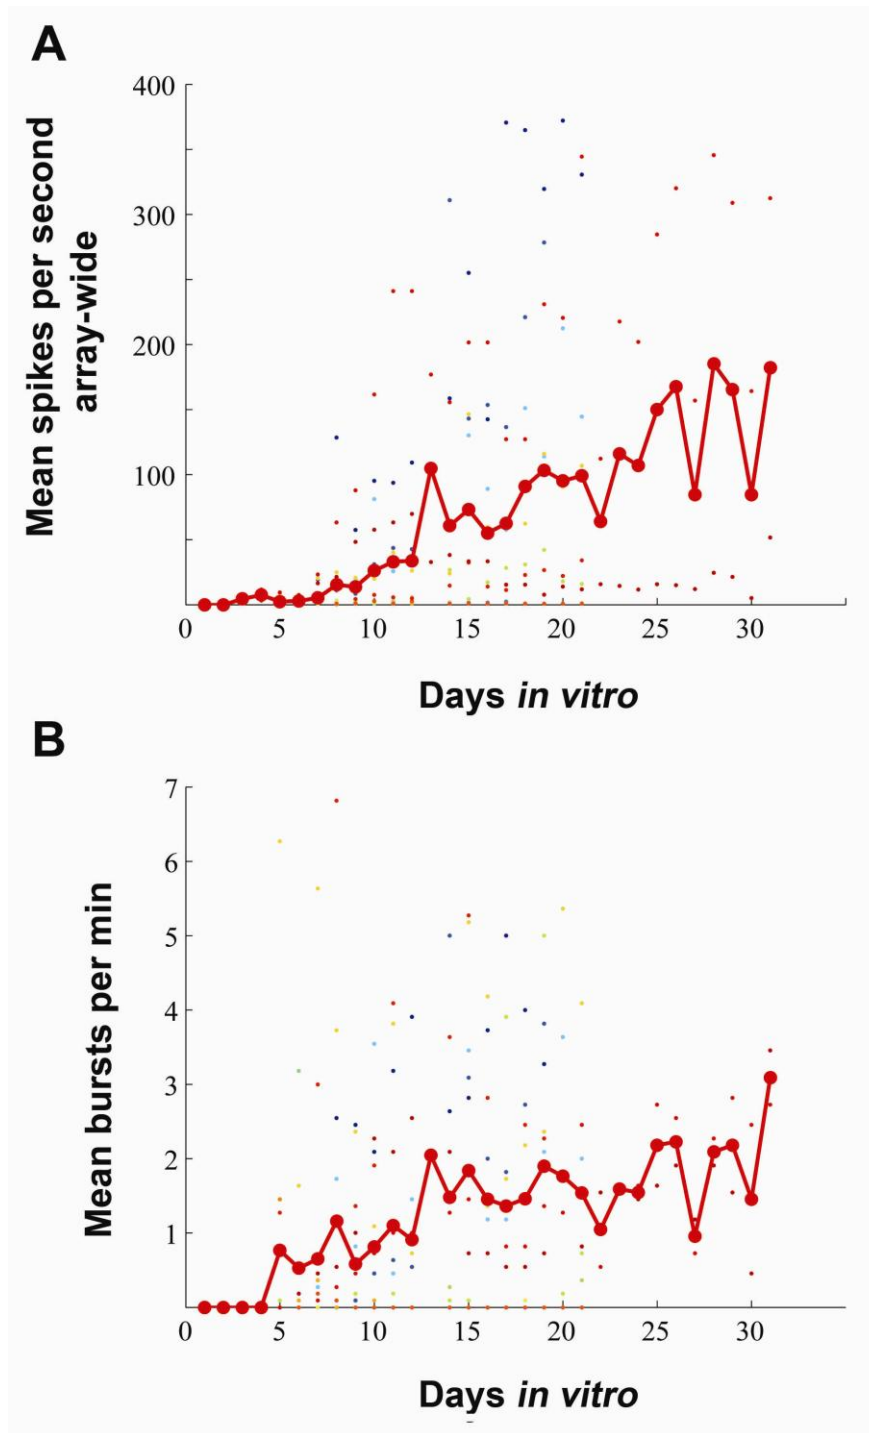 A
400
300
200
100
Mean spikes per second
array-wide
0 5 10 15 20 25 30
Days in vitro
B
7
6
5
4
3
2
1
Mean bursts per min
0 5 10 15 20 25 30
Days in vitro